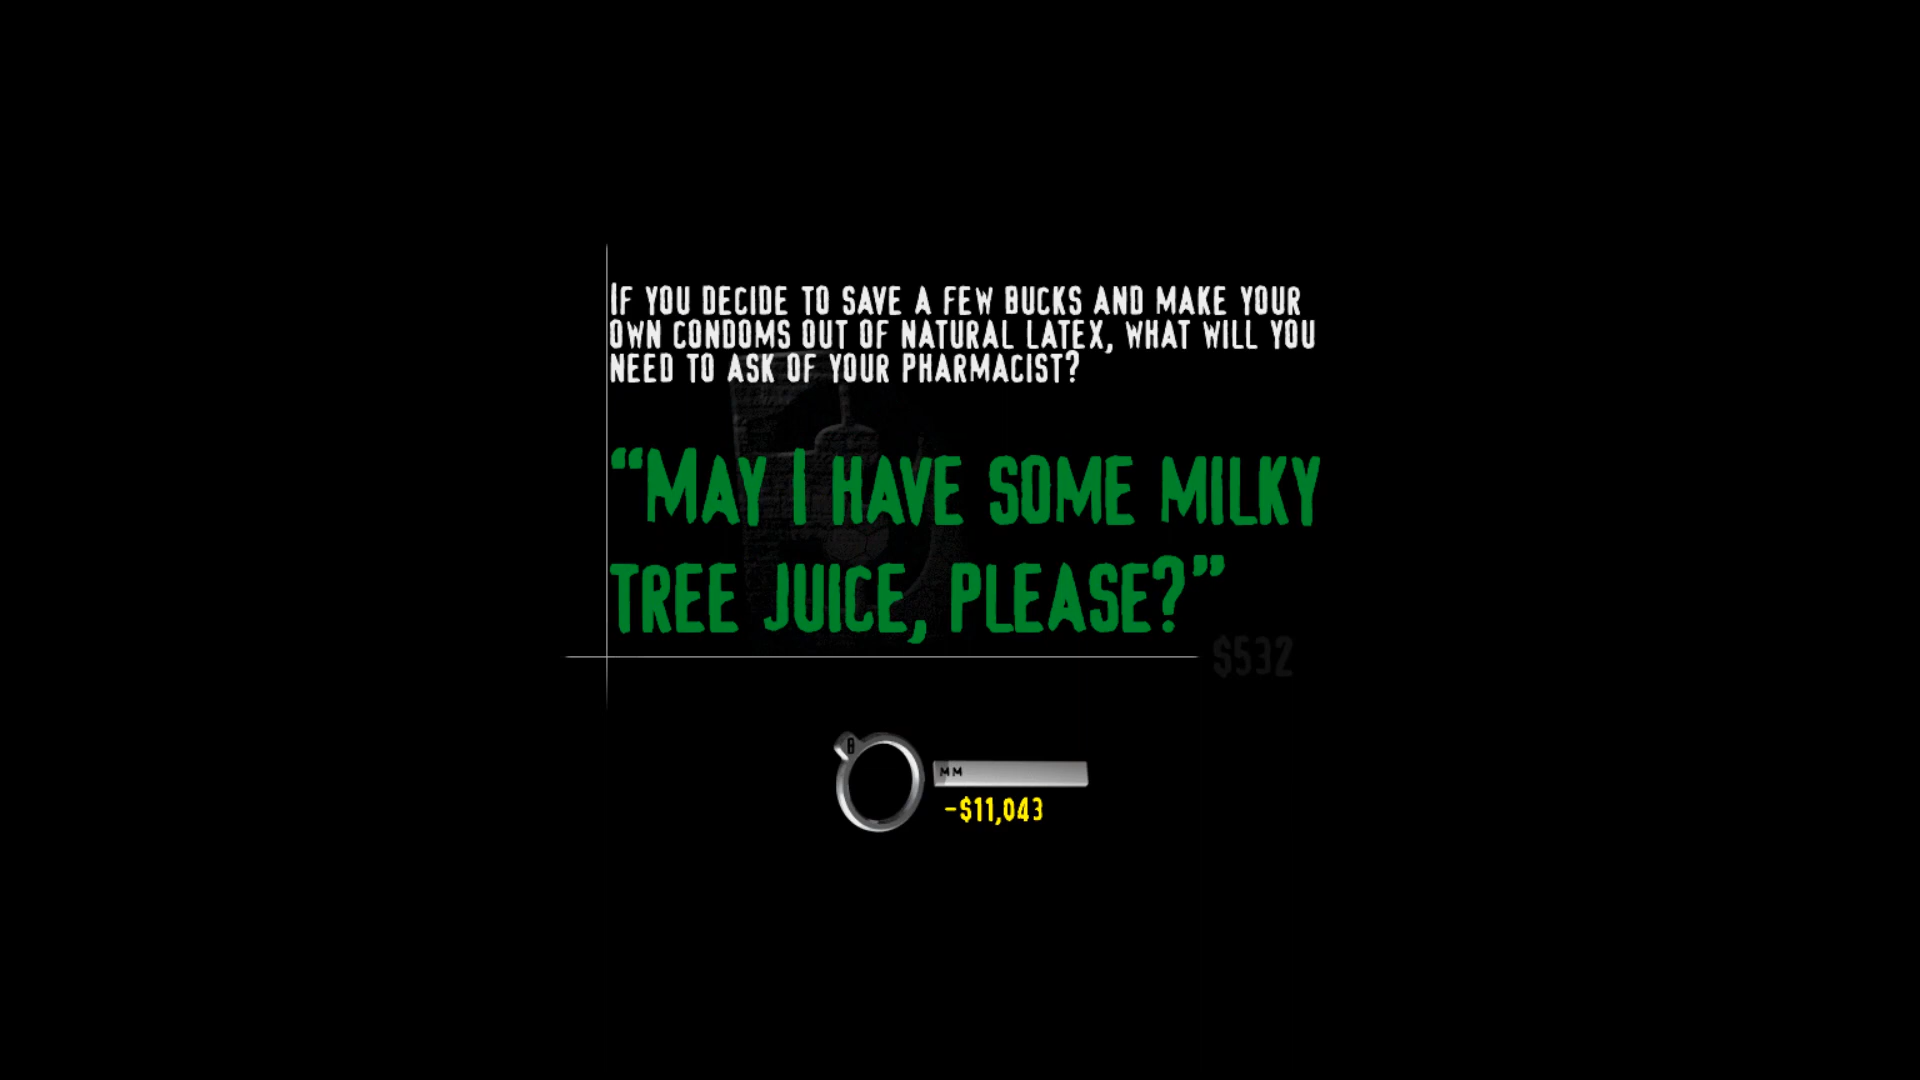 If you decide to save a few bucks and make your
own condoms out of natural latex, what will you
need to ask of your pharmacist?
“May I have some milky
tree juice, please?”
$532
MM
-$11,043